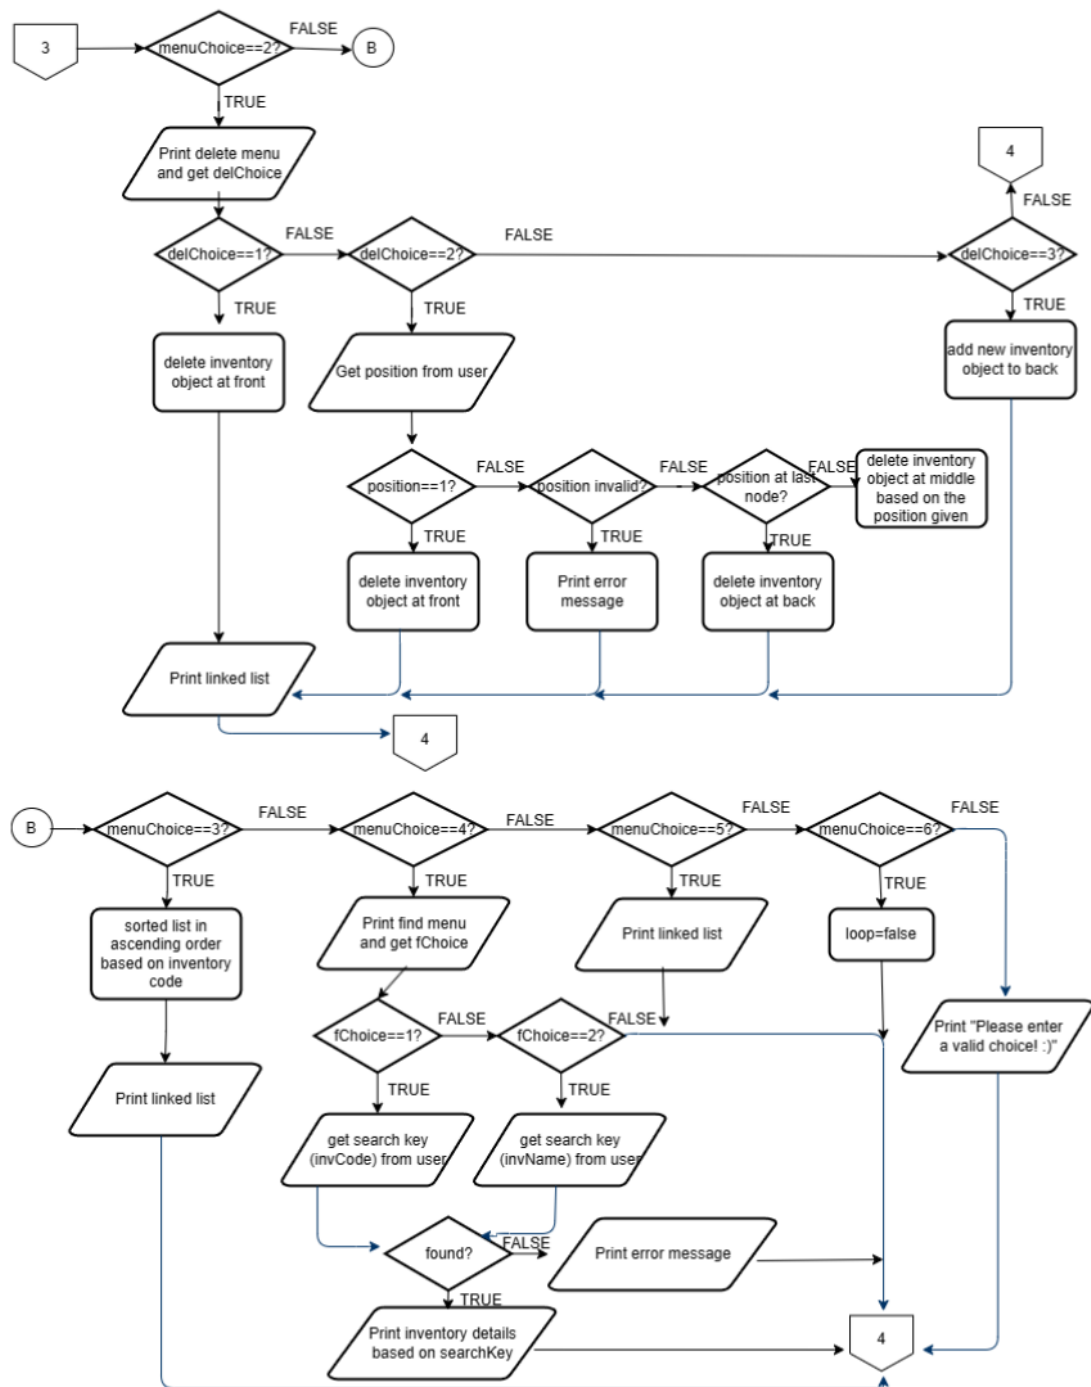 3
menuChoice==2?
FALSE
B
TRUE
Print delete menu
and get delChoice
4
FALSE
delChoice==1?
FALSE
delChoice==2?
FALSE
delChoice==3?
TRUE
TRUE
TRUE
delete inventory
object at front
Get position from user
add new inventory
object to back
position==1?
FALSE
position invalid?
FALSE
position at last
node?
FALSE
delete inventory
object at middle
based on the
position given
TRUE
TRUE
TRUE
delete inventory
object at front
Print error
message
delete inventory
object at back
Print linked list
4
B
menuChoice==3?
FALSE
menuChoice==4?
FALSE
menuChoice==5?
FALSE
menuChoice==6?
FALSE
TRUE
TRUE
TRUE
TRUE
sorted list in
ascending order
based on inventory
code
Print find menu
and get fChoice
Print linked list
loop=false
fChoice==1?
FALSE
fChoice==2?
FALSE
Print "Please enter
a valid choice! :)"
TRUE
TRUE
Print linked list
get search key
(invCode) from user
get search key
(invName) from user
found?
FALSE
Print error message
TRUE
Print inventory details
based on searchKey
4